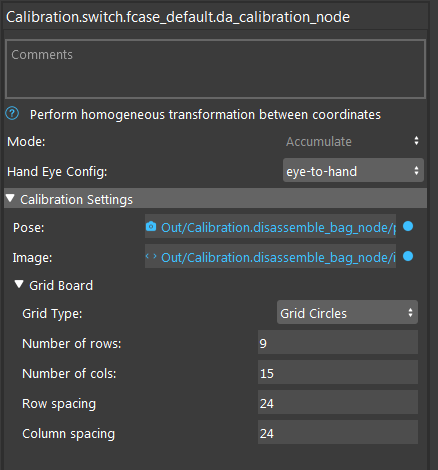 Calibration.switch.fcase_default.da_calibration_node
Comments
? Perform homogeneous transformation between coordinates
Mode: Accumulate
Hand Eye Config: eye-to-hand
Calibration Settings
Pose: Out/Calibration.disassemble_bag_node/p
Image: Out/Calibration.disassemble_bag_node/i
Grid Board
Grid Type: Grid Circles
Number of rows: 9
Number of cols: 15
Row spacing 24
Column spacing 24